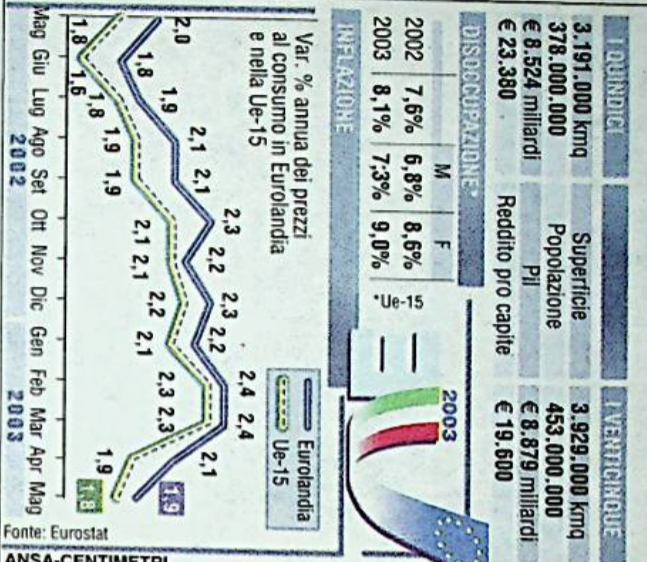 I QUINDICI I VENTICINQUE
3.191.000 kmq Superficie 3.929.000 kmq
378.000.000 Popolazione 453.000.000
€ 8.524 miliardi Pil € 8.879 miliardi
€ 23.380 Reddito pro capite € 19.600
DISOCCUPAZIONE*
M F
2002 7,6% 6,8% 8,6%
2003 8,1% 7,3% 9,0%
*Ue-15
2003
INFLAZIONE
Var. % annua dei prezzi
al consumo in Eurolandia
e nella Ue-15
Eurolandia
Ue-15
2,0 1,8 1,9 2,1 2,1 2,3 2,2 2,3 2,2 2,4 2,4 2,1 1,9
1,8 1,6 1,8 1,9 1,9 2,1 2,1 2,2 2,1 2,3 2,3 1,9 1,8
Mag Giu Lug Ago Set Ott Nov Dic Gen Feb Mar Apr Mag
2002 2003
Fonte: Eurostat
ANSA-CENTIMETRI